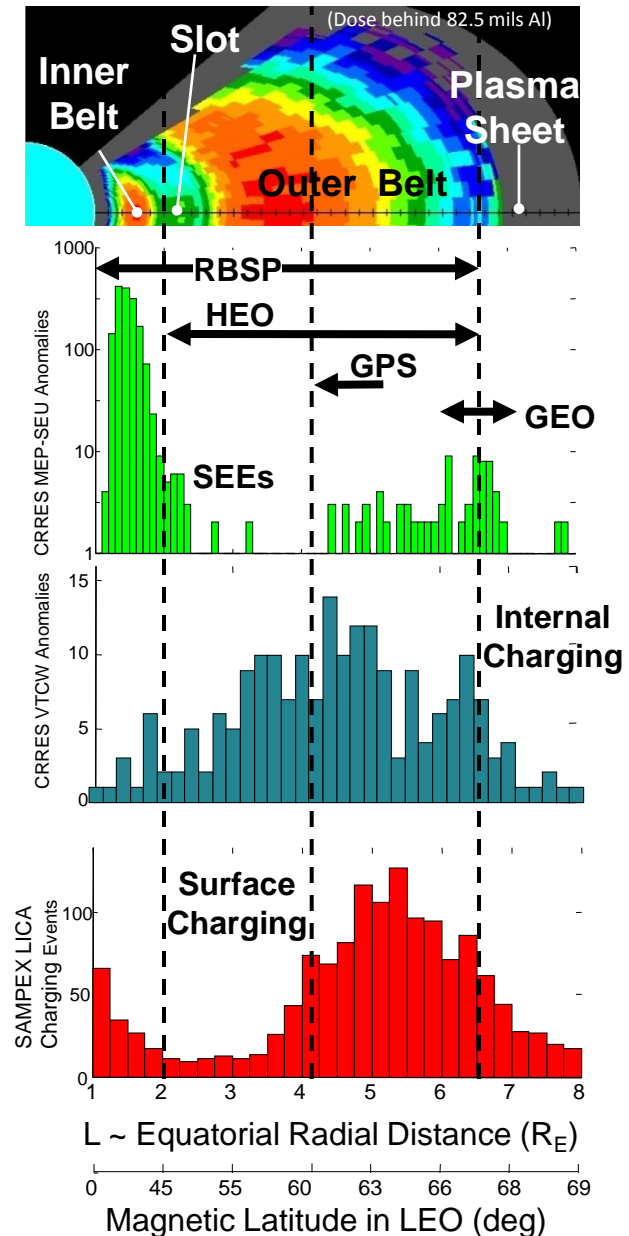 (Dose behind 82.5 mils Al)
Slot
Inner
Belt
Plasma
Sheet
Outer Belt
1000
100
10
1
CRRES MEP-SEU Anomalies
RBSP
HEO
GPS
GEO
SEEs
15
10
5
0
CRRES VTCW Anomalies
Internal
Charging
100
50
0
SAMPEX LICA
Charging Events
Surface
Charging
1 2 3 4 5 6 7 8
L ~ Equatorial Radial Distance (RE)
0 45 55 60 63 66 68 69
Magnetic Latitude in LEO (deg)